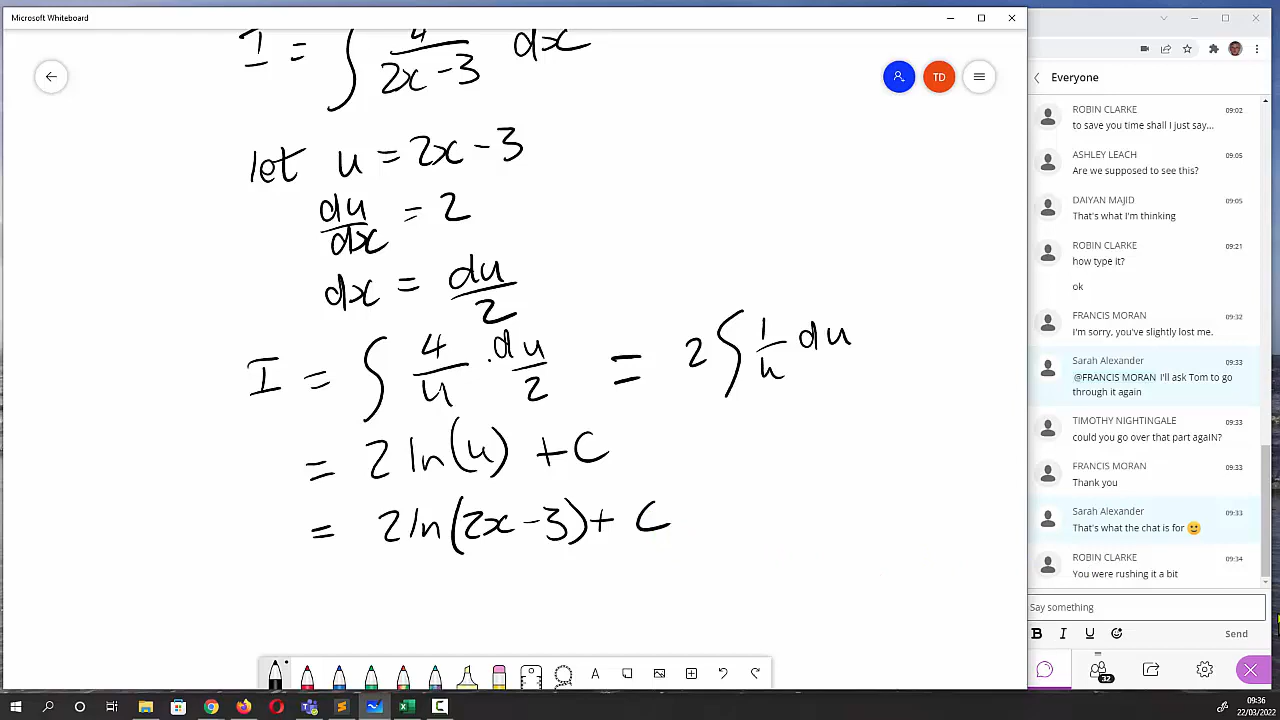 Microsoft Whiteboard
I = ∫ 4/(2x-3) dx
let u = 2x-3
du/dx = 2
dx = du/2
I = ∫ 4/u . du/2 = 2∫ 1/u du
= 2 ln(u) + C
= 2 ln(2x-3) + C
TD
Everyone
ROBIN CLARKE 09:02
to save you time shall I just say...
ASHLEY LEACH 09:05
Are we supposed to see this?
DAIYAN MAJID 09:05
That's what I'm thinking
ROBIN CLARKE 09:21
how type it?
ok
FRANCIS MORAN 09:32
I'm sorry, you've slightly lost me.
Sarah Alexander 09:33
@FRANCIS MORAN I'll ask Tom to go
through it again
TIMOTHY NIGHTINGALE 09:33
could you go over that part agaIN?
FRANCIS MORAN 09:33
Thank you
Sarah Alexander 09:33
That's what the chat is for
ROBIN CLARKE 09:34
You were rushing it a bit
Say something
B I U Send
32
A
09:36
22/03/2022